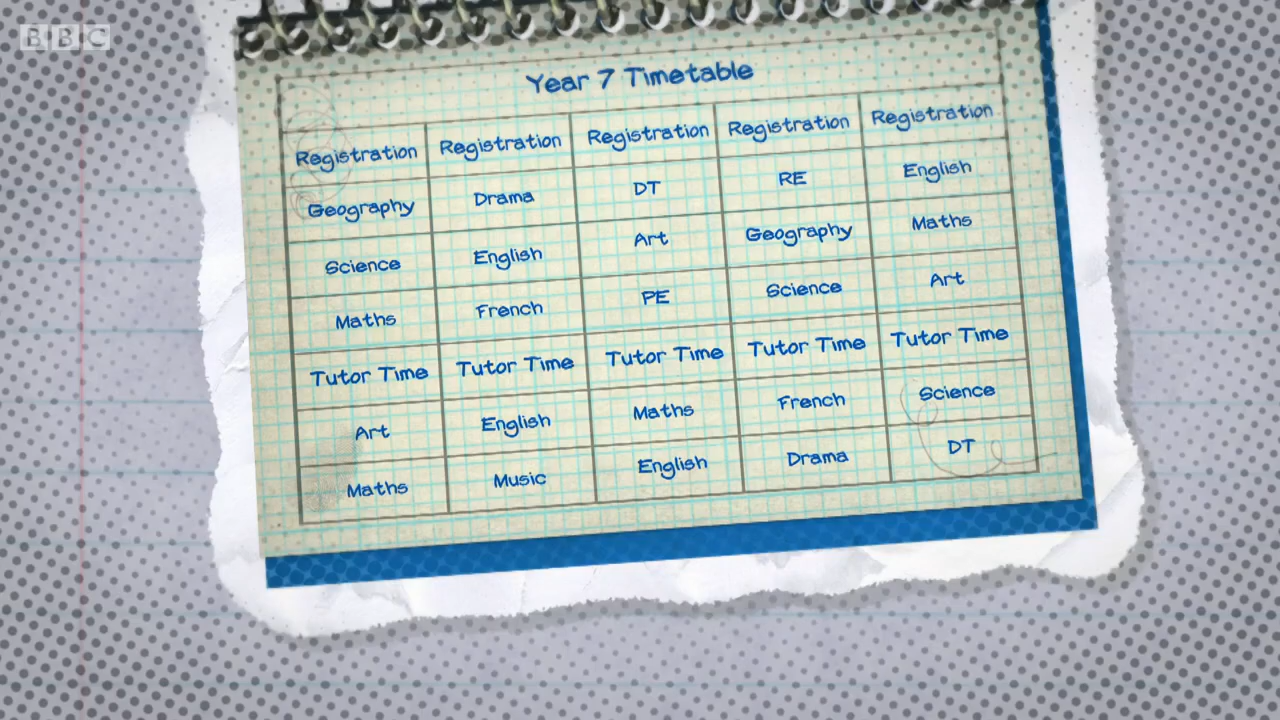 BBC
Year 7 Timetable
Registration Registration Registration Registration Registration
Geography Drama DT RE English
Science English Art Geography Maths
Maths French PE Science Art
Tutor Time Tutor Time Tutor Time Tutor Time Tutor Time
Art English Maths French Science
Maths Music English Drama DT